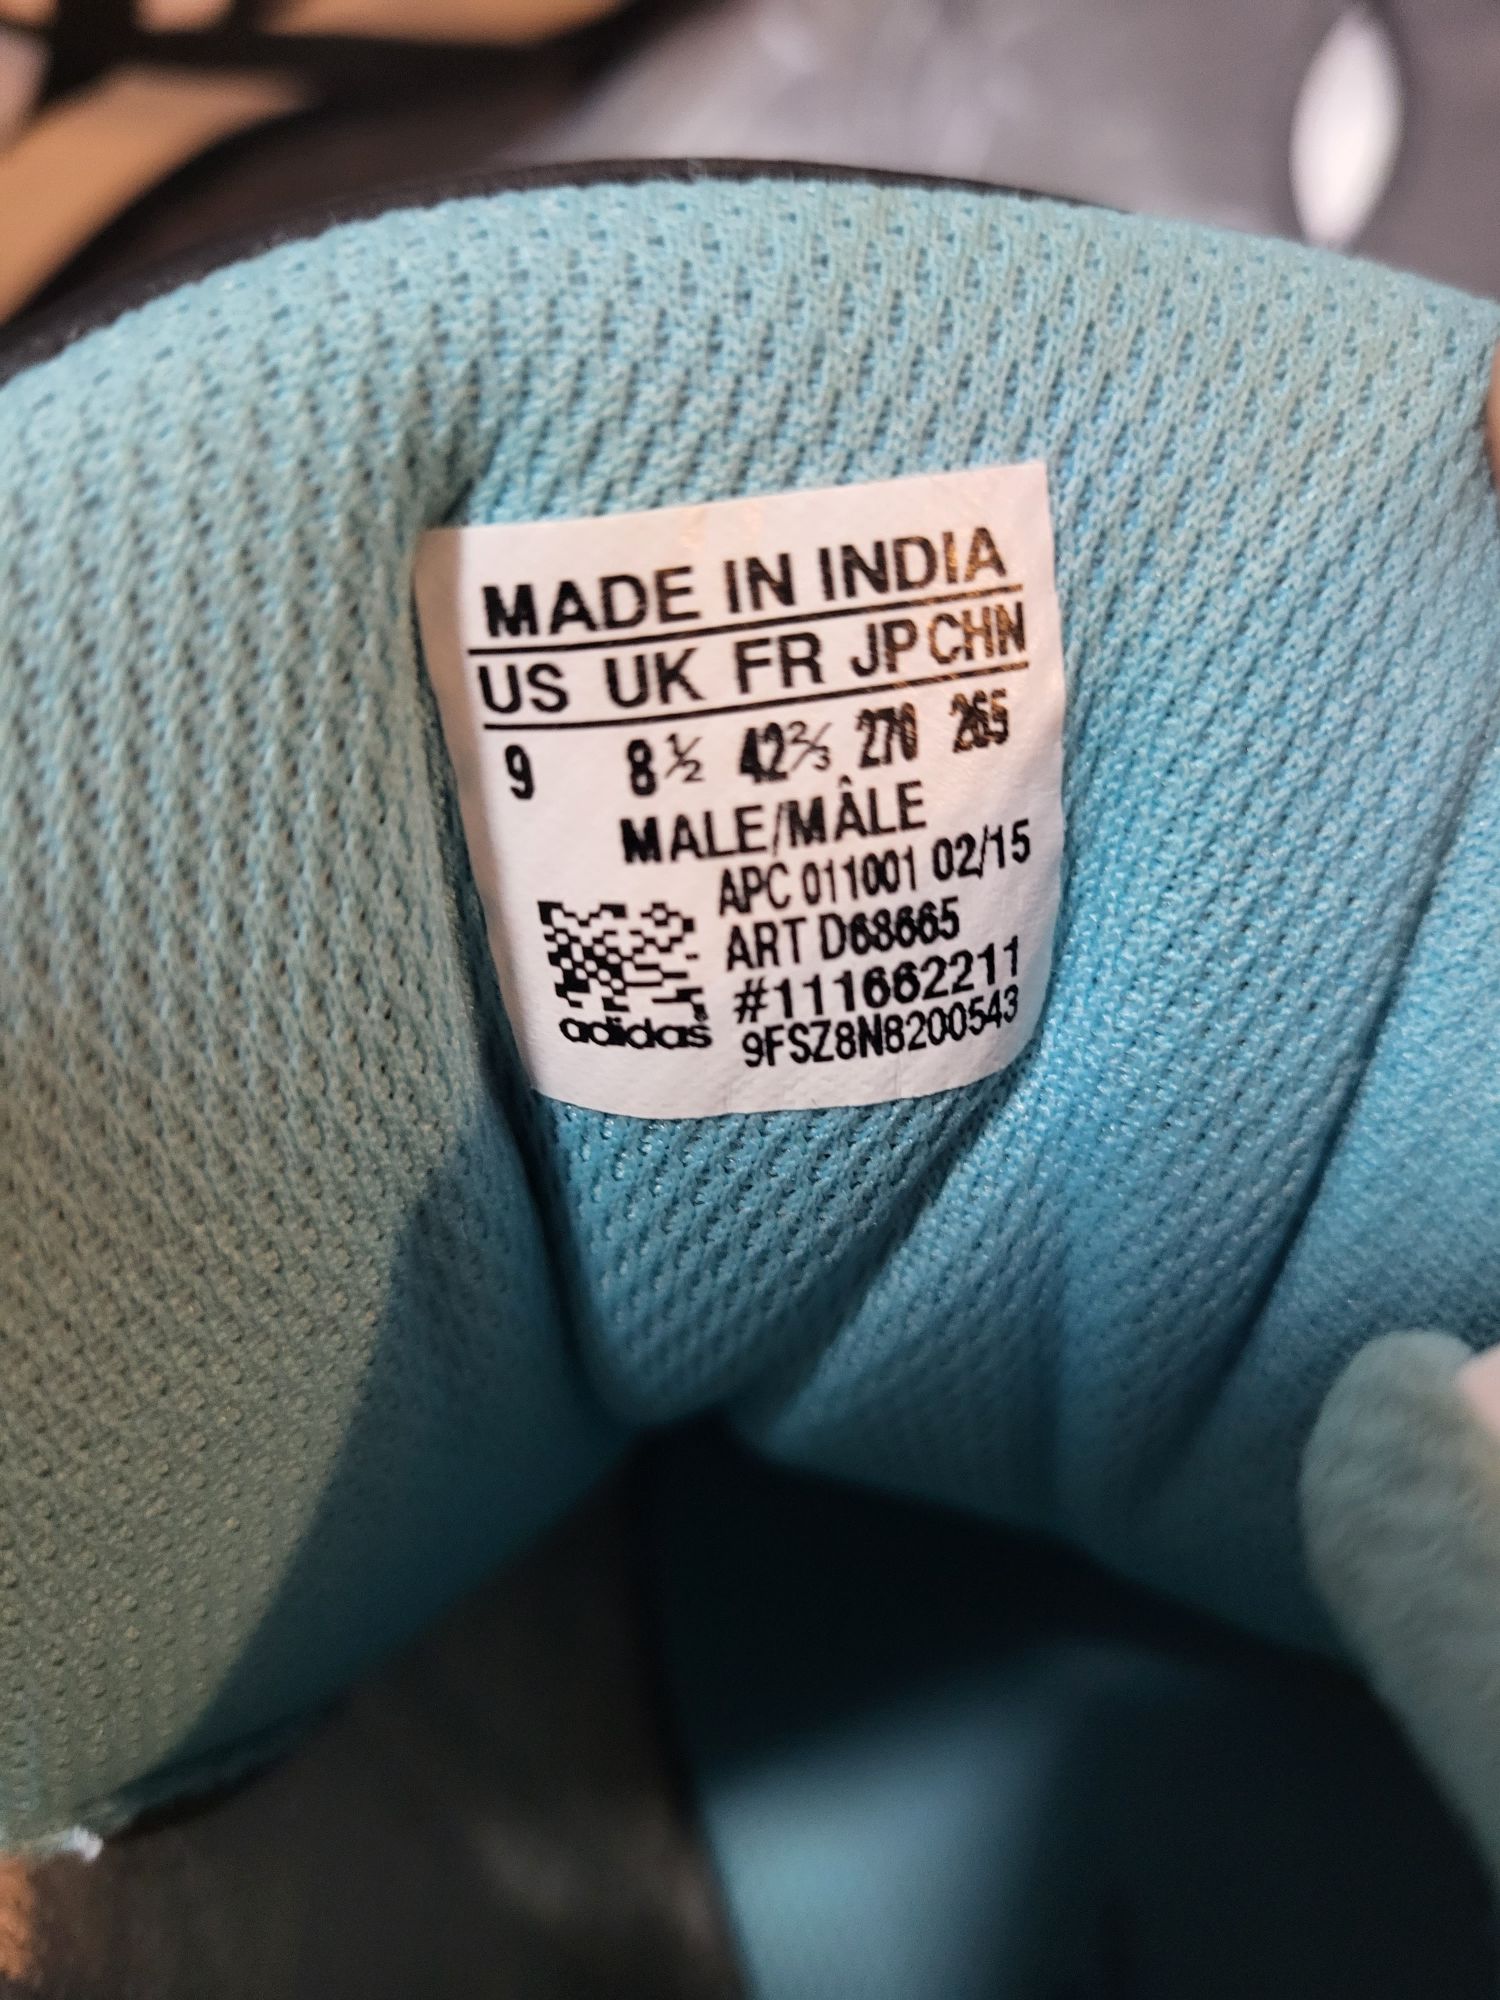 MADE IN INDIA
US UK FR JP CHN
9 8½ 42⅔ 270 265
MALE/MÂLE
APC 011001 02/15
ART D68665
#111662211
adidas® 9FSZ8N8200543